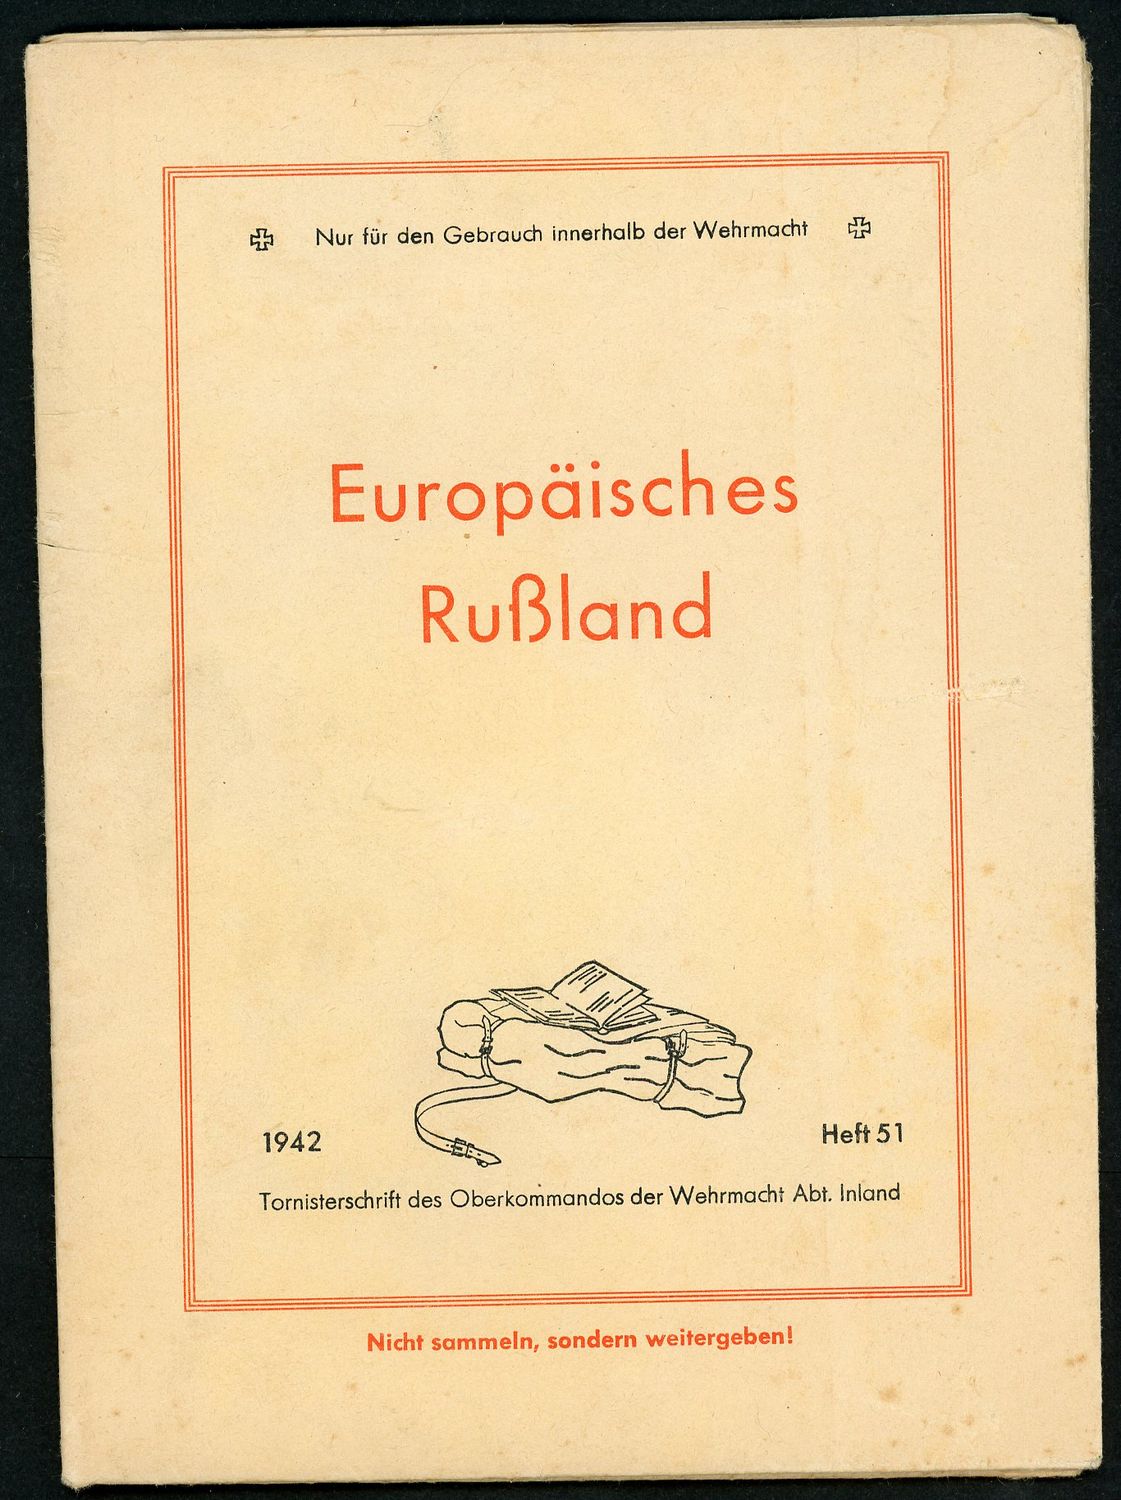 Nur für den Gebrauch innerhalb der Wehrmacht
Europäisches
Rußland
1942
Heft 51
Tornisterschrift des Oberkommandos der Wehrmacht Abt. Inland
Nicht sammeln, sondern weitergeben!